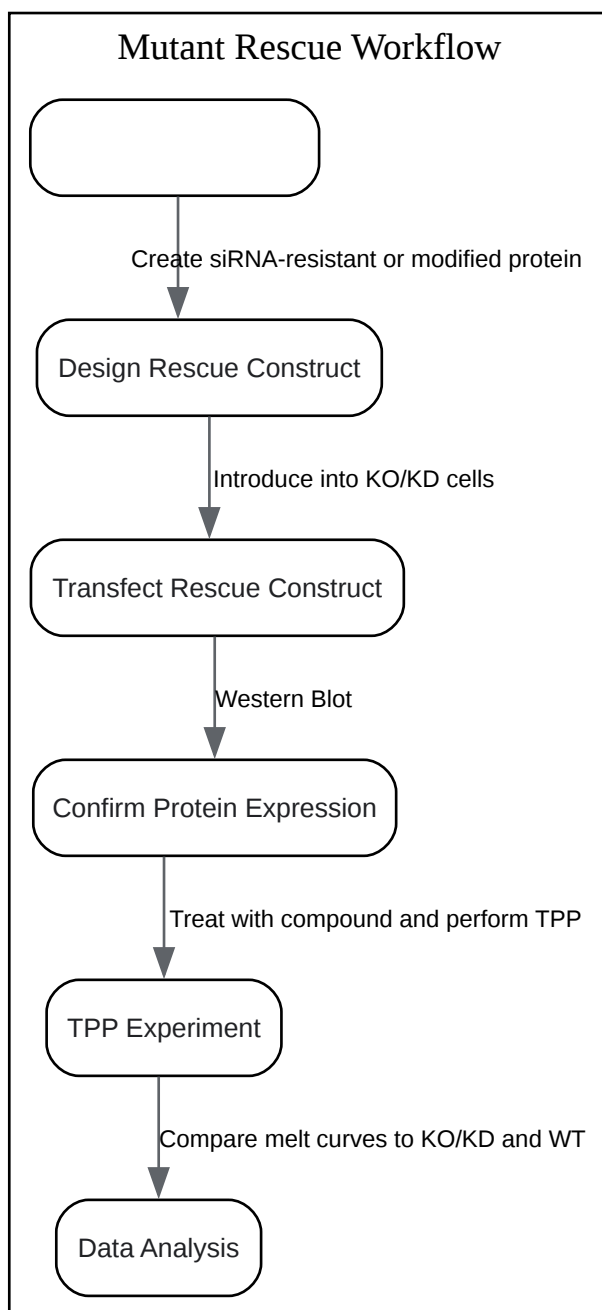 Mutant Rescue Workflow
Create siRNA-resistant or modified protein
Design Rescue Construct
Introduce into KO/KD cells
Transfect Rescue Construct
Western Blot
Confirm Protein Expression
Treat with compound and perform TPP
TPP Experiment
Compare melt curves to KO/KD and WT
Data Analysis